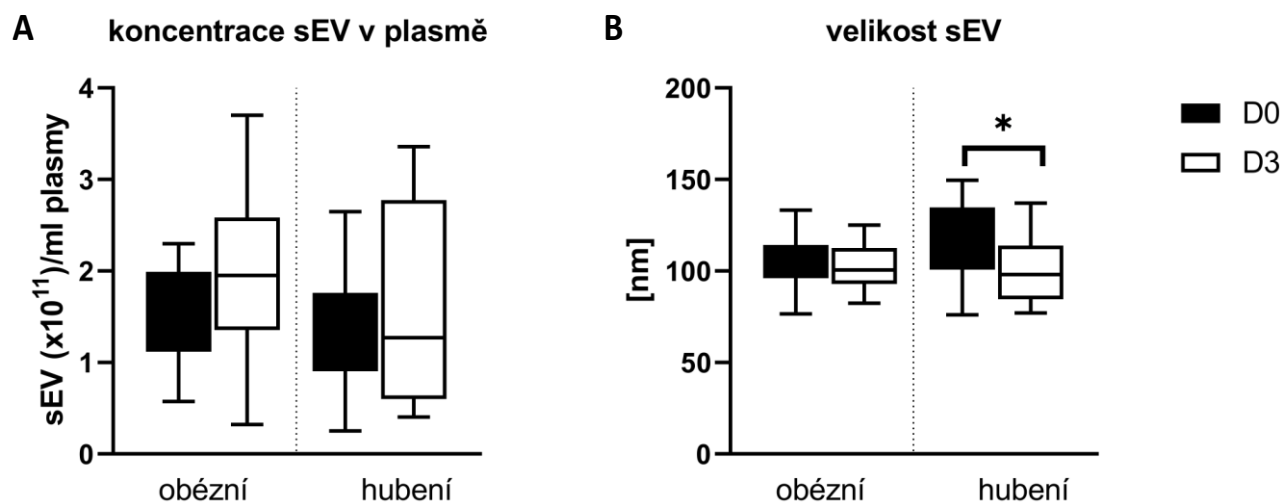 A koncentrace sEV v plasmě
sEV (x10¹¹)/ml plasmy
4
3
2
1
0
obézní hubení
B velikost sEV
[nm]
200
150
100
50
0
*
obézní hubení
D0
D3